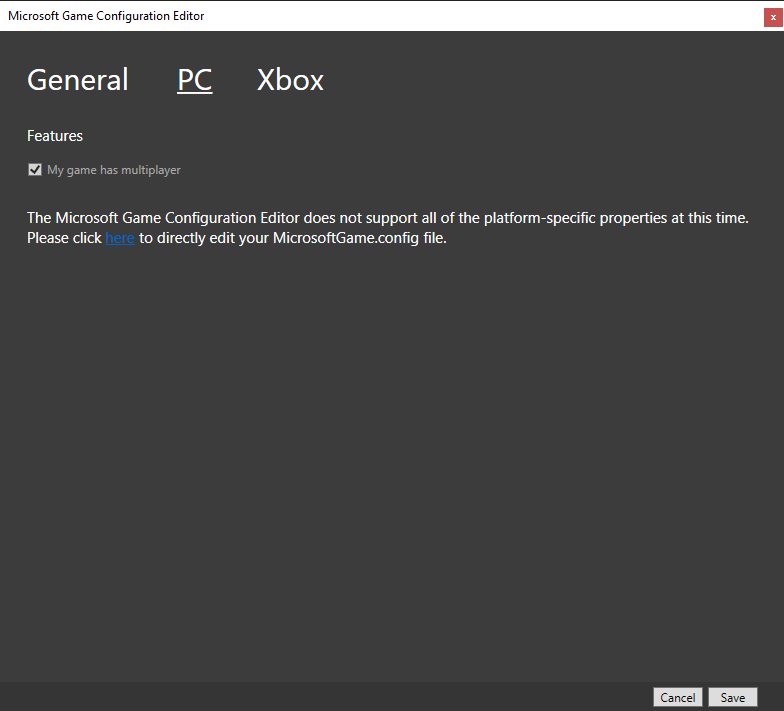 Microsoft Game Configuration Editor
x
General PC Xbox
Features
My game has multiplayer
The Microsoft Game Configuration Editor does not support all of the platform-specific properties at this time.
Please click here to directly edit your MicrosoftGame.config file.
Cancel Save